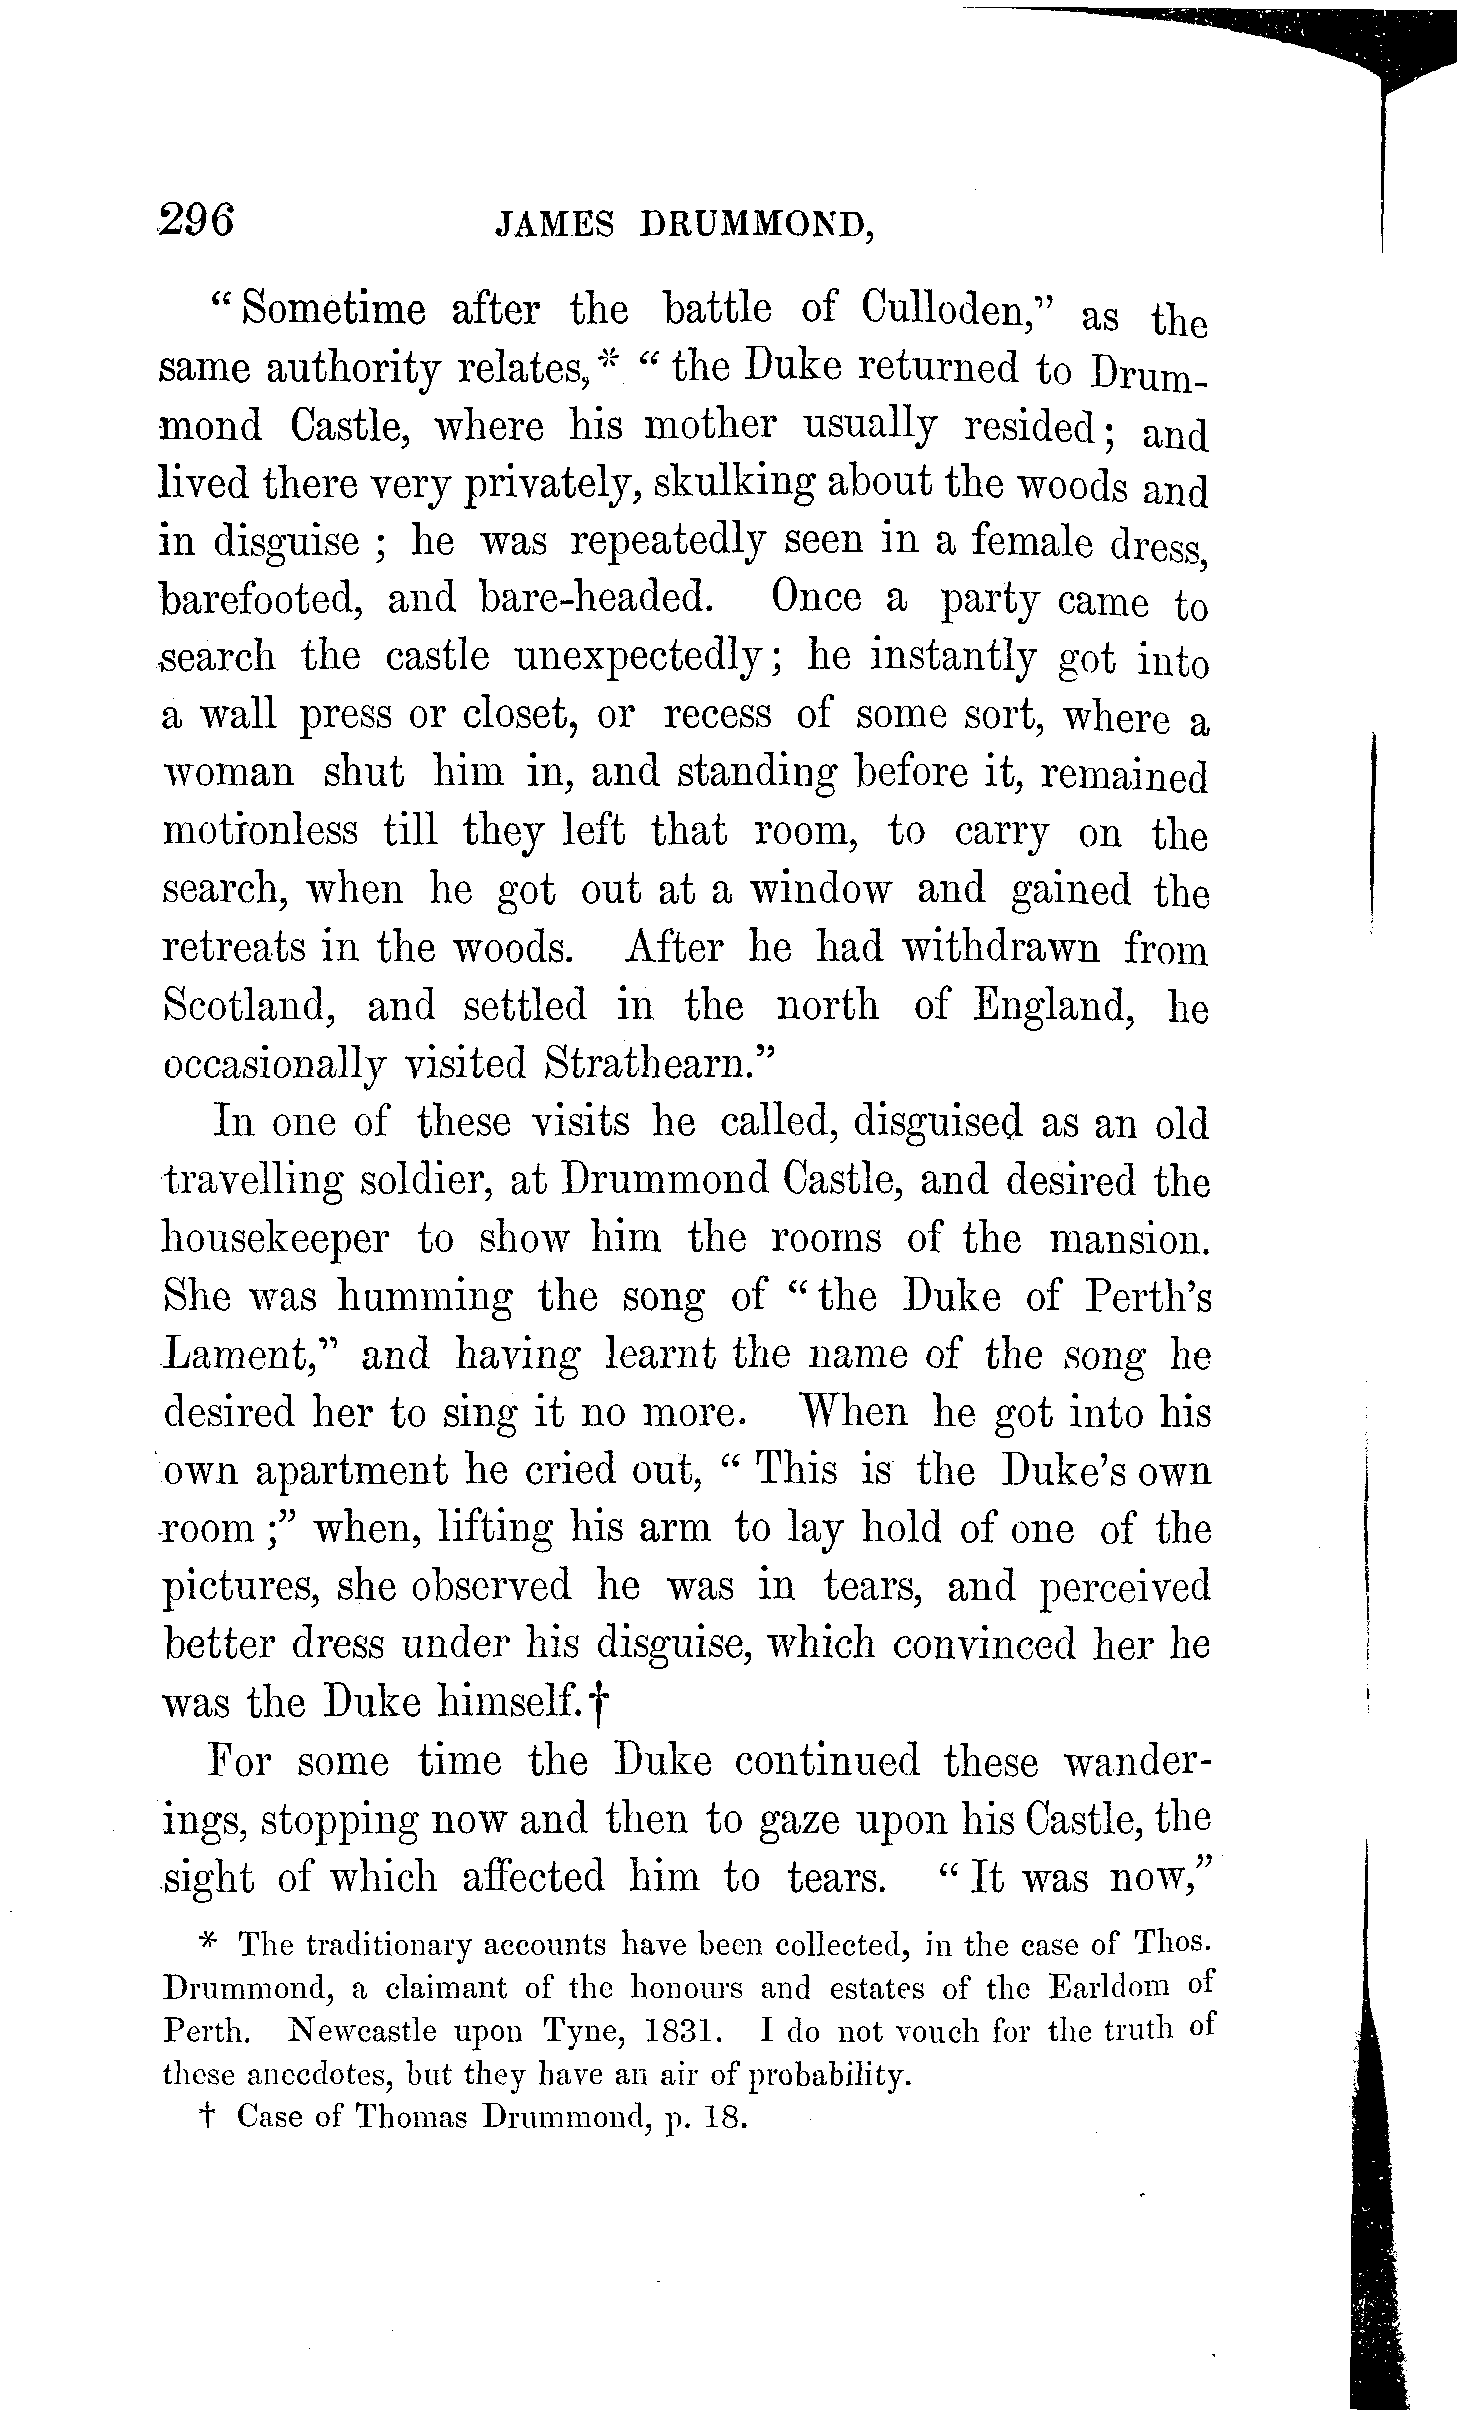 296 JAMES DRUMMOND,
“Sometime after the battle of Culloden,” as the
same authority relates,* “the Duke returned to Drum-
mond Castle, where his mother usually resided; and
lived there very privately, skulking about the woods and
in disguise ; he was repeatedly seen in a female dress,
barefooted, and bare-headed. Once a party came to
search the castle unexpectedly; he instantly got into
a wall press or closet, or recess of some sort, where a
woman shut him in, and standing before it, remained
motionless till they left that room, to carry on the
search, when he got out at a window and gained the
retreats in the woods. After he had withdrawn from
Scotland, and settled in the north of England, he
occasionally visited Strathearn.”
In one of these visits he called, disguised as an old
travelling soldier, at Drummond Castle, and desired the
housekeeper to show him the rooms of the mansion.
She was humming the song of “the Duke of Perth's
Lament,” and having learnt the name of the song he
desired her to sing it no more. When he got into his
own apartment he cried out, “ This is the Duke's own
room ;” when, lifting his arm to lay hold of one of the
pictures, she observed he was in tears, and perceived
better dress under his disguise, which convinced her he
was the Duke himself.†
For some time the Duke continued these wander-
ings, stopping now and then to gaze upon his Castle, the
sight of which affected him to tears. “ It was now,”
* The traditionary accounts have been collected, in the case of Thos.
Drummond, a claimant of the honours and estates of the Earldom of
Perth. Newcastle upon Tyne, 1831. I do not vouch for the truth of
these anecdotes, but they have an air of probability.
† Case of Thomas Drummond, p. 18.